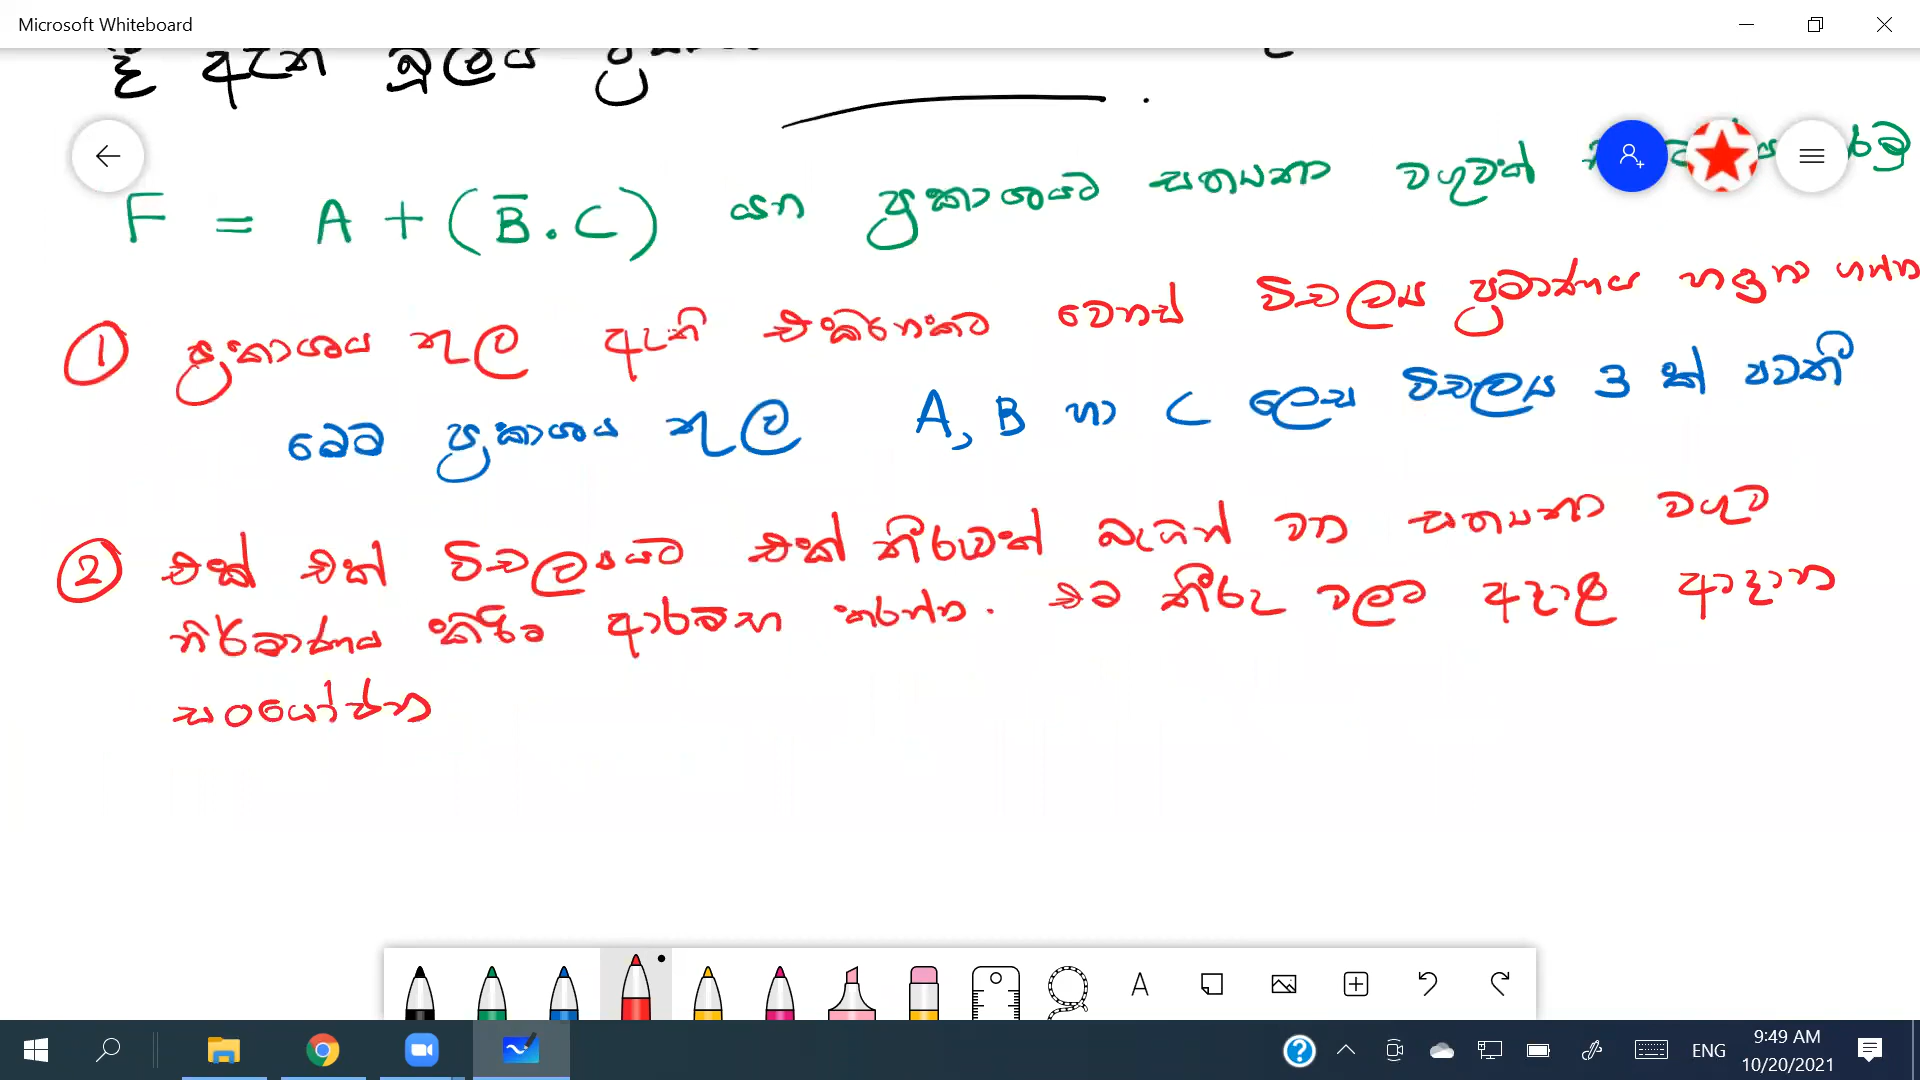 Microsoft Whiteboard
ඇති මූලික
F = A + (B̅ . C) යන ප්‍රකාශයට සත්‍යතා වගුවක්
① ප්‍රකාශය තුල ඇති එකිනෙකට වෙනස් විචල්‍ය ප්‍රමාණය හඳුනා ගන්න
මෙම ප්‍රකාශය තුල A, B හා C ලෙස විචල්‍ය 3 ක් පවතී
② එක් එක් විචල්‍යයට එක් තීරුවක් බැගින් වන සත්‍යතා වගුව
නිර්මාණය කිරීම ආරම්භ කරන්න. එම තීරු වලට අදාළ ආදාන
සංයෝජන
ENG
9:49 AM
10/20/2021